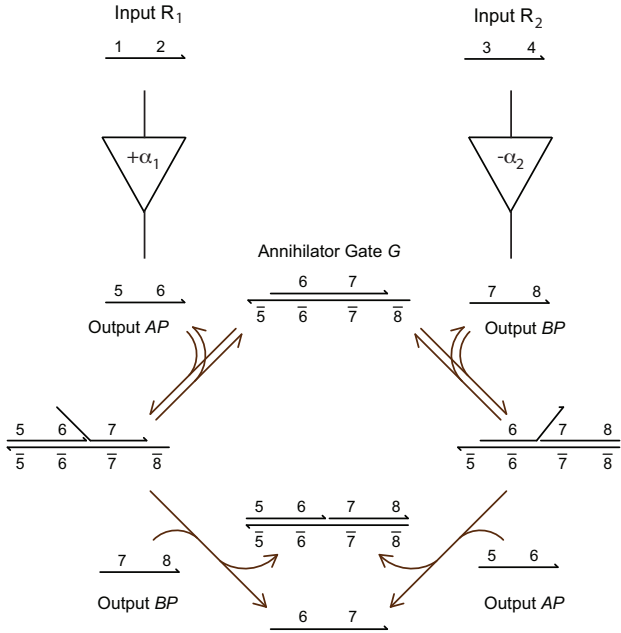 Input R₁
Input R₂
1 2
3 4
+α₁
-α₂
Annihilator Gate G
5 6
6 7
7 8
5̅ 6̅ 7̅ 8̅
Output AP
Output BP
5 6 7
6 7 8
5̅ 6̅ 7̅ 8̅
5̅ 6̅ 7̅ 8̅
5 6 7 8
5̅ 6̅ 7̅ 8̅
7 8
5 6
Output BP
Output AP
6 7